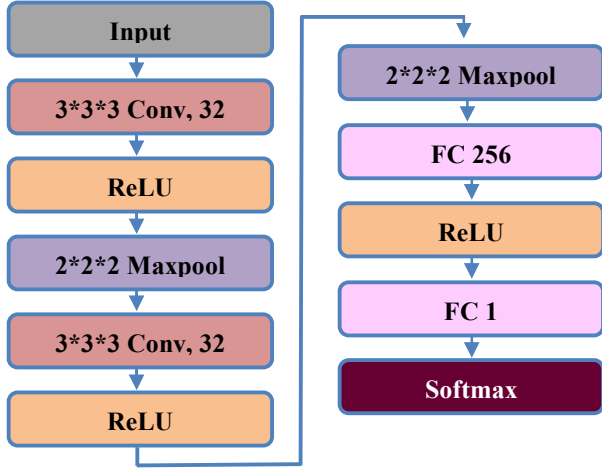 Input
3*3*3 Conv, 32
ReLU
2*2*2 Maxpool
3*3*3 Conv, 32
ReLU
2*2*2 Maxpool
FC 256
ReLU
FC 1
Softmax